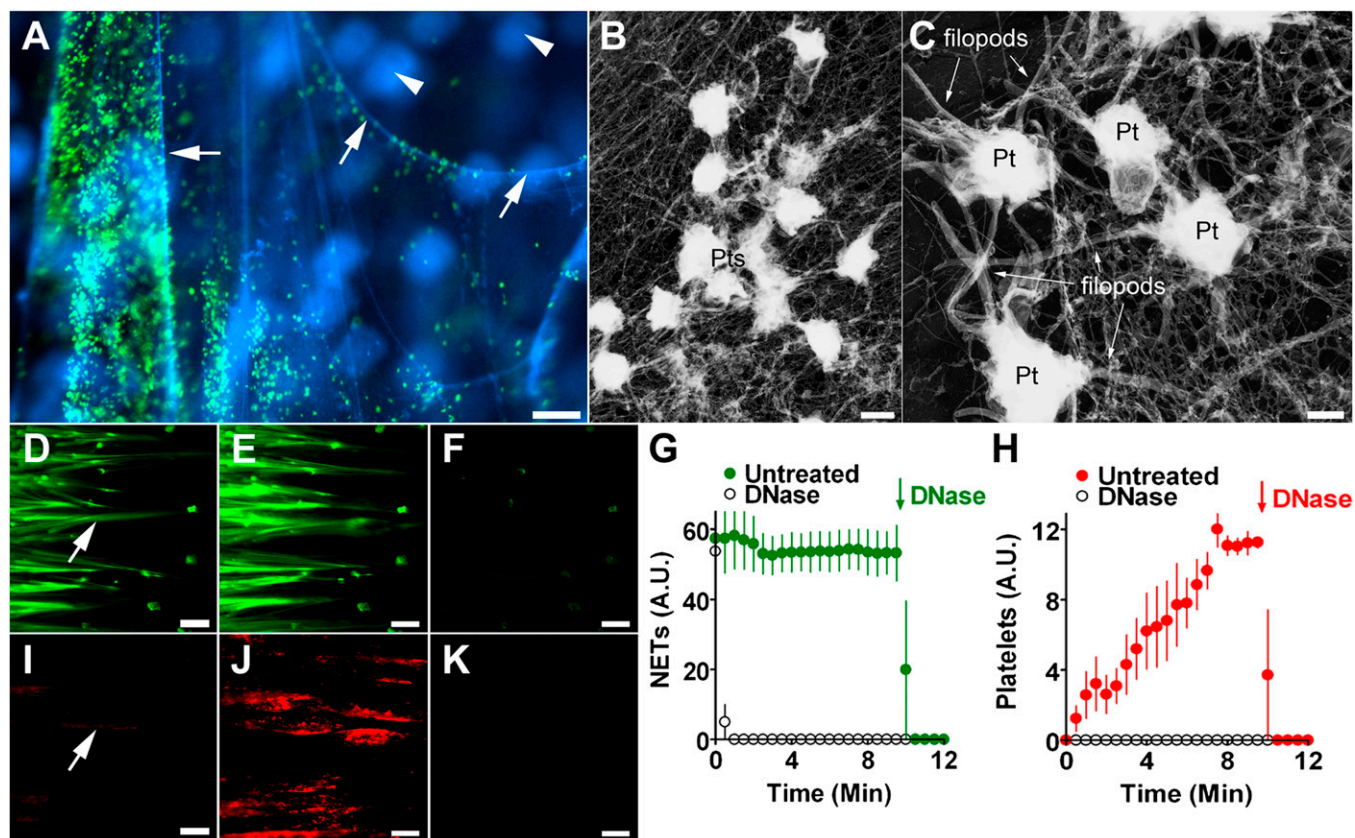 A
B
Pts
C
filopods
Pt
Pt
Pt
filopods
Pt
D
E
F
G
Untreated
DNase
DNase
NETs (A.U.)
60
40
20
0
0
4
8
12
Time (Min)
H
Untreated
DNase
DNase
Platelets (A.U.)
12
8
4
0
0
4
8
12
Time (Min)
I
J
K